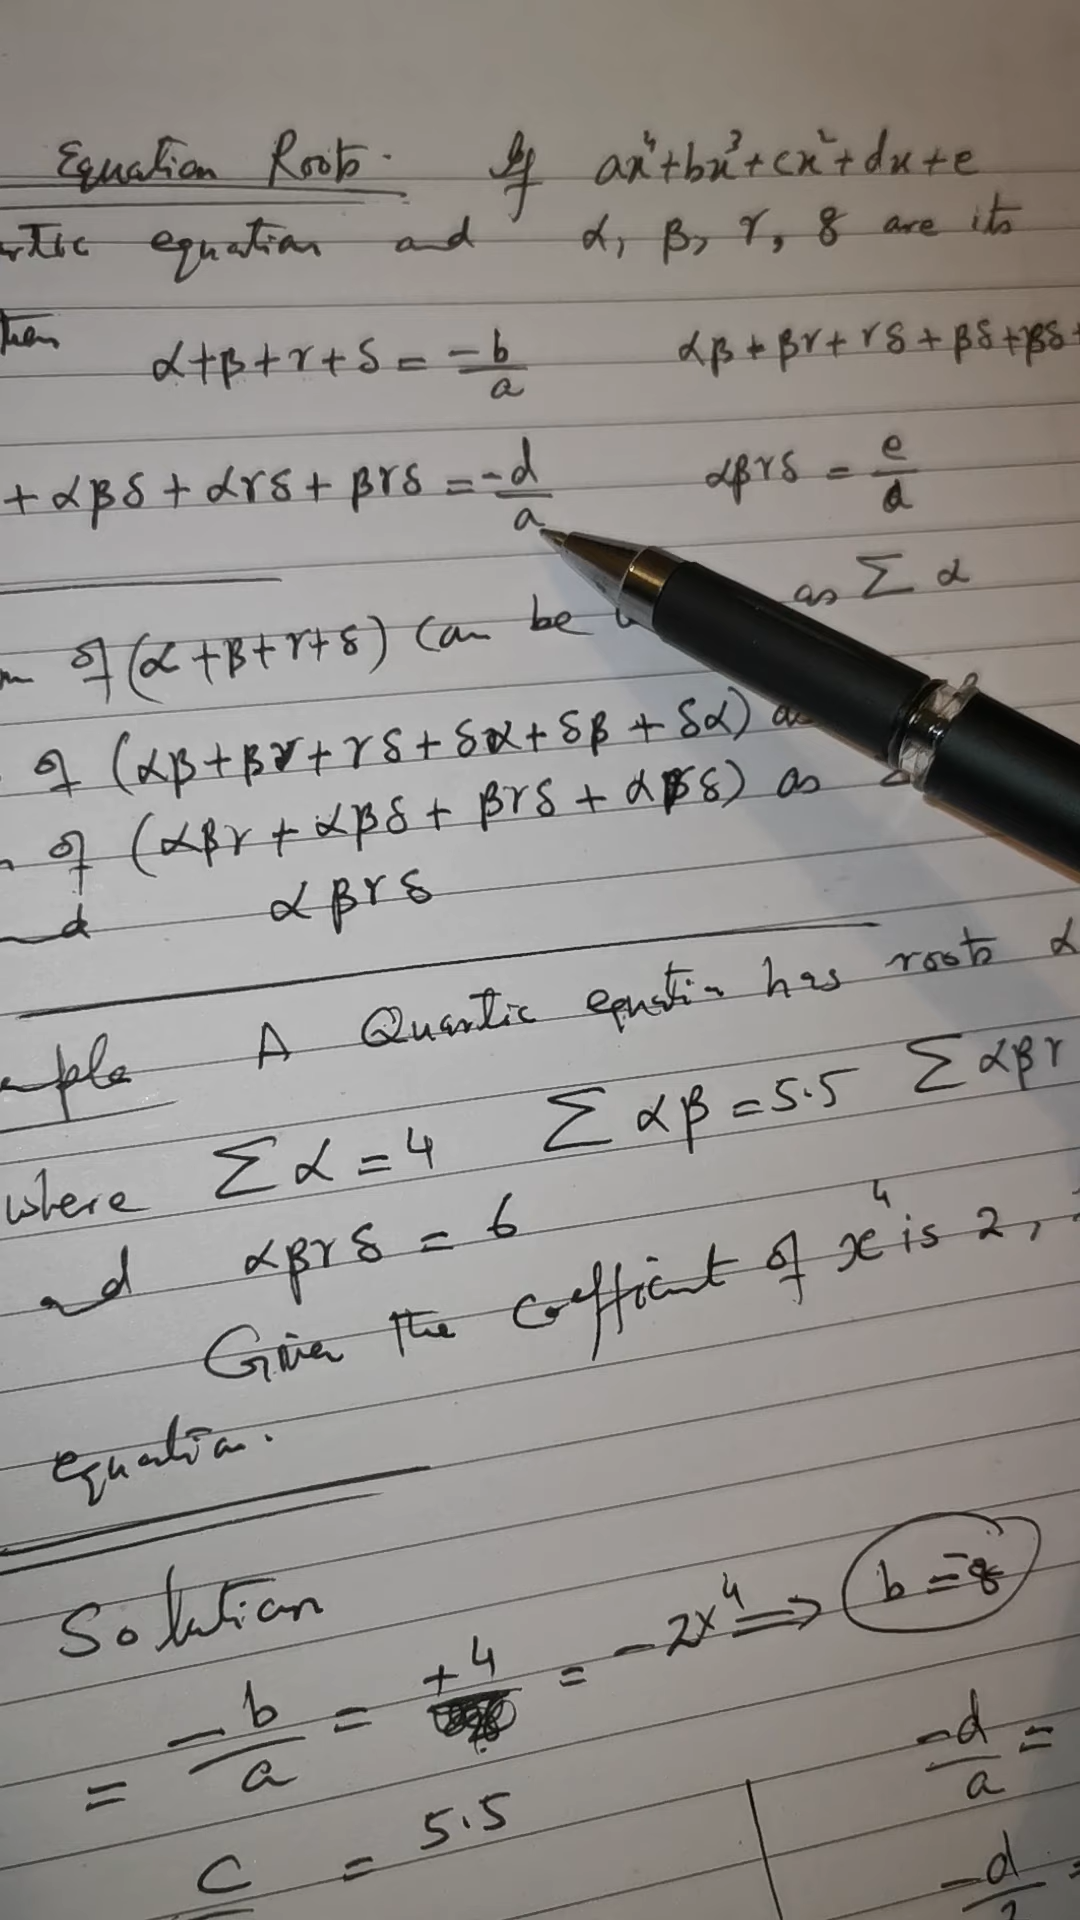 Equation Roots. If ax⁴+bx³+cx²+dx+e
equation and α, β, γ, 8 are its
α+β+γ+δ = -b/a αβ+βγ+γδ+βδ+βδ+
+ αβδ + αγδ + βγδ = -d/a αβγδ = e/a
of (α+β+γ+δ) can be as Σ α
of (αβ+βγ+γδ+δα+δβ+δα)
of (αβγ+αβδ+βγδ+αβδ) as
αβγδ
A Quartic equation has roots α
where Σα=4 Σαβ=5.5 Σαβγ
αβγδ = 6
Given the coefficient of x⁴ is 2,
equation.
Solution
= -b/a = +4 = -2x4 ⟹ b=-8
-d/a =
C = 5.5
-d